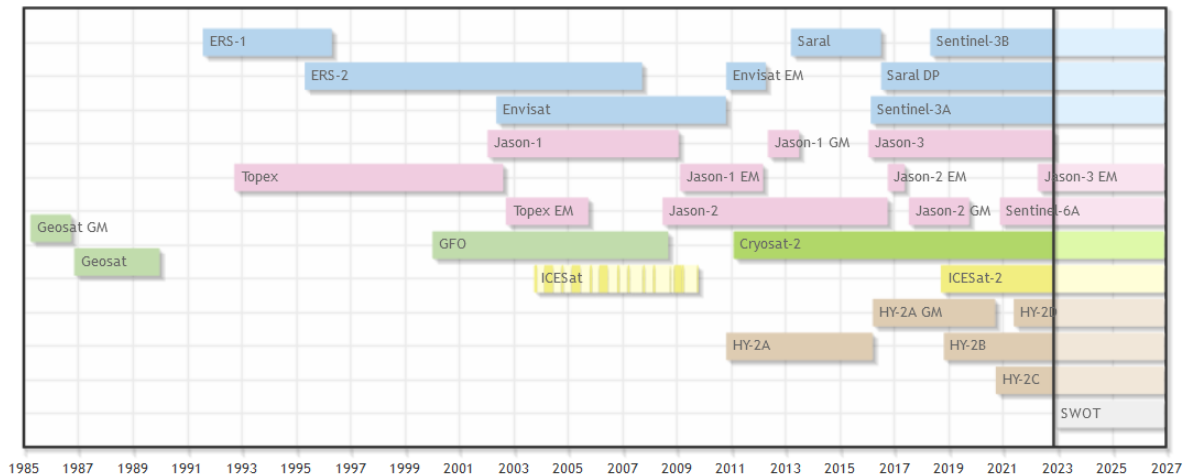 ERS-1 Saral Sentinel-3B
ERS-2 Envisat EM Saral DP
Envisat Sentinel-3A
Jason-1 Jason-1 GM Jason-3
Topex Jason-1 EM Jason-2 EM Jason-3 EM
Topex EM Jason-2 Jason-2 GM Sentinel-6A
Geosat GM
GFO Cryosat-2
Geosat
ICESat ICESat-2
HY-2A GM HY-2D
HY-2A HY-2B
HY-2C
SWOT
1985 1987 1989 1991 1993 1995 1997 1999 2001 2003 2005 2007 2009 2011 2013 2015 2017 2019 2021 2023 2025 2027